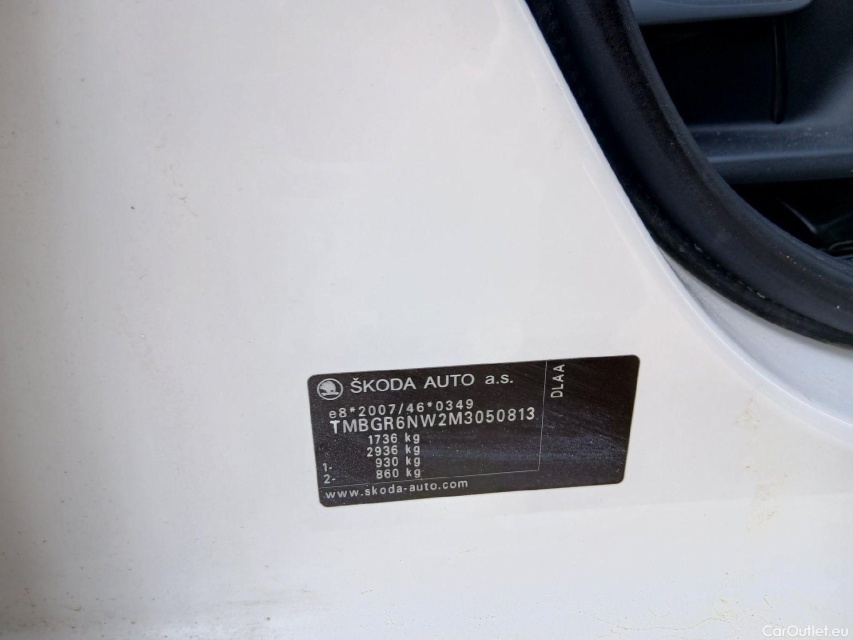 ŠKODA AUTO a.s.
DLAA
e8*2007/46*0349
TMBGR6NW2M3050813
1736 kg
2936 kg
1- 930 kg
2- 860 kg
www.skoda-auto.com
CarOutlet.eu